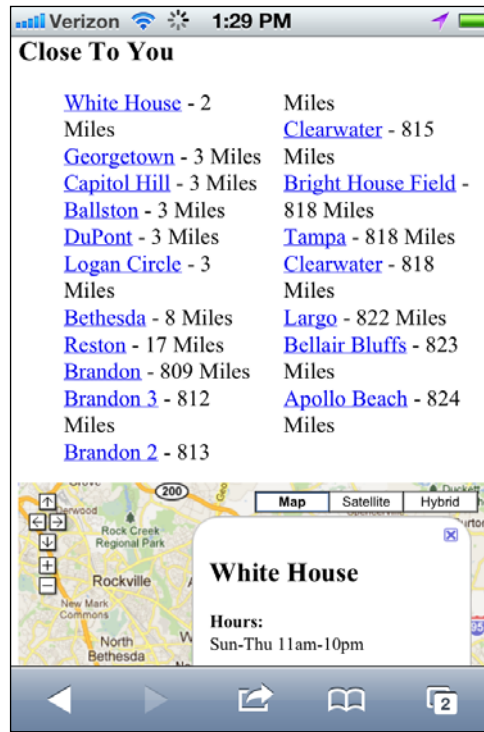 Verizon 1:29 PM
Close To You
White House - 2
Miles
Georgetown - 3 Miles
Capitol Hill - 3 Miles
Ballston - 3 Miles
DuPont - 3 Miles
Logan Circle - 3
Miles
Bethesda - 8 Miles
Reston - 17 Miles
Brandon - 809 Miles
Brandon 3 - 812
Miles
Brandon 2 - 813
Miles
Clearwater - 815
Miles
Bright House Field -
818 Miles
Tampa - 818 Miles
Clearwater - 818
Miles
Largo - 822 Miles
Bellair Bluffs - 823
Miles
Apollo Beach - 824
Miles
200
Map Satellite Hybrid
Rock Creek
Regional Park
Rockville
New Mark
Commons
North
Bethesda
White House
Hours:
Sun-Thu 11am-10pm
95
2